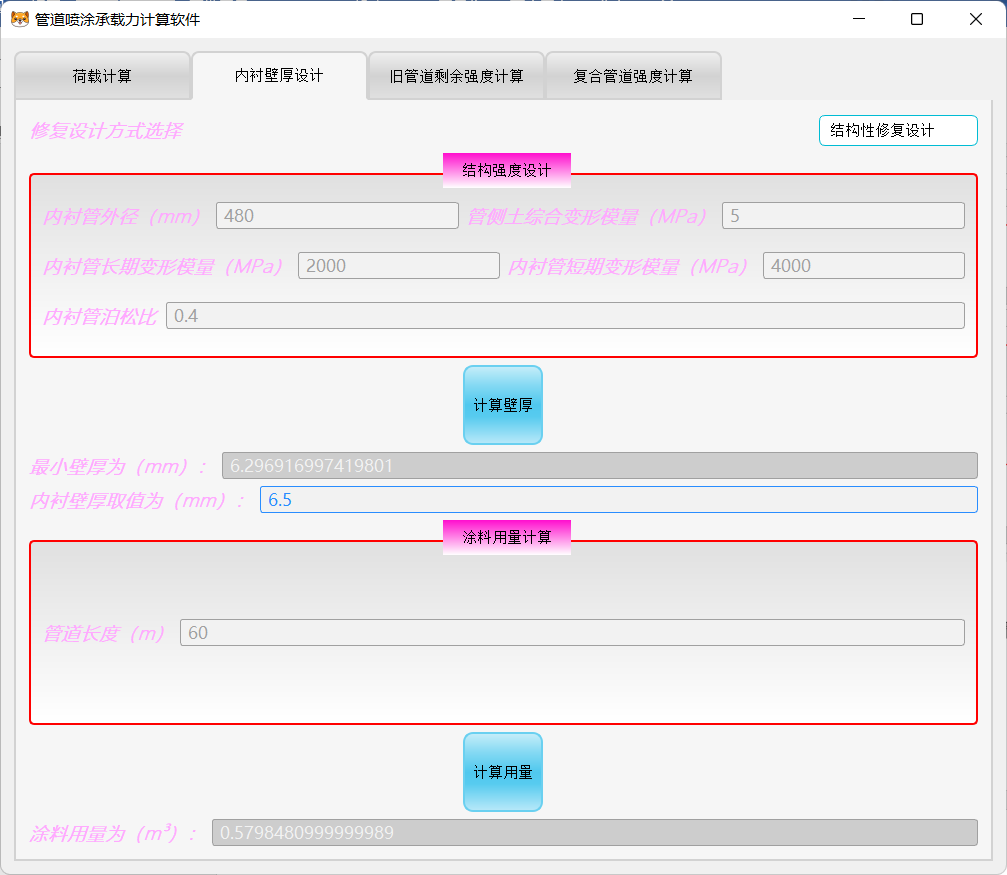 管道喷涂承载力计算软件
荷载计算 内衬壁厚设计 旧管道剩余强度计算 复合管道强度计算
修复设计方式选择 结构性修复设计
结构强度设计
内衬管外径（mm） 480 管侧土综合变形模量（MPa） 5
内衬管长期变形模量（MPa） 2000 内衬管短期变形模量（MPa） 4000
内衬管泊松比 0.4
计算壁厚
最小壁厚为（mm）： 6.296916997419801
内衬壁厚取值为（mm）： 6.5
涂料用量计算
管道长度（m） 60
计算用量
涂料用量为（m³）： 0.5798480999999989